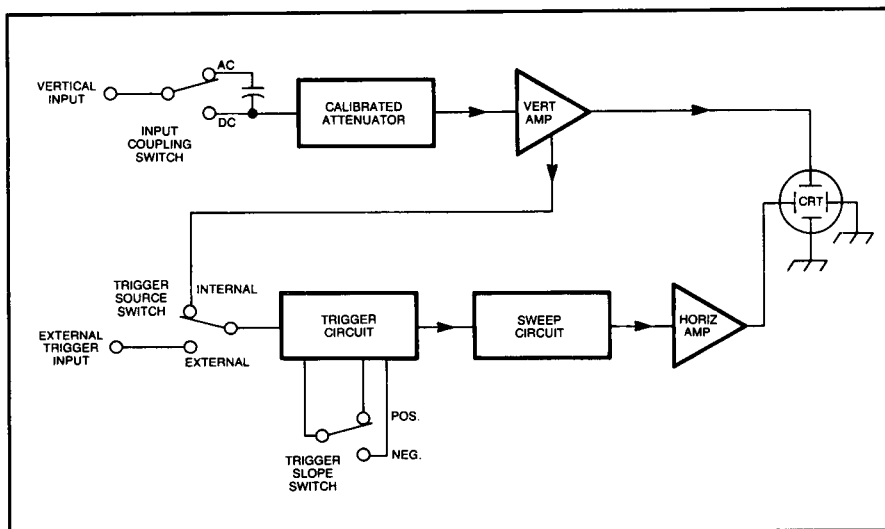 AC
VERTICAL
INPUT
DC
INPUT
COUPLING
SWITCH
CALIBRATED
ATTENUATOR
VERT
AMP
CRT
TRIGGER
SOURCE
SWITCH
INTERNAL
EXTERNAL
TRIGGER
INPUT
EXTERNAL
TRIGGER
CIRCUIT
SWEEP
CIRCUIT
HORIZ
AMP
POS.
NEG.
TRIGGER
SLOPE
SWITCH